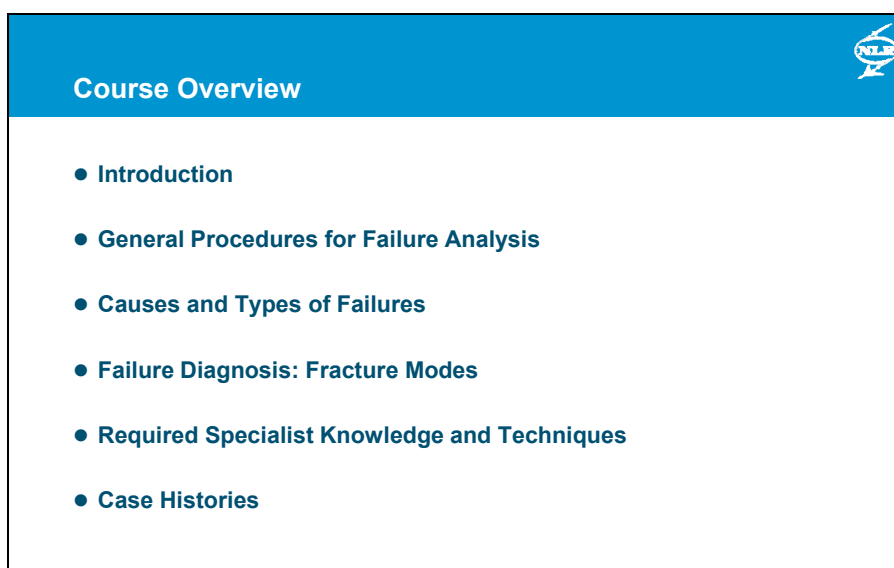 NLR
Course Overview
● Introduction
● General Procedures for Failure Analysis
● Causes and Types of Failures
● Failure Diagnosis: Fracture Modes
● Required Specialist Knowledge and Techniques
● Case Histories